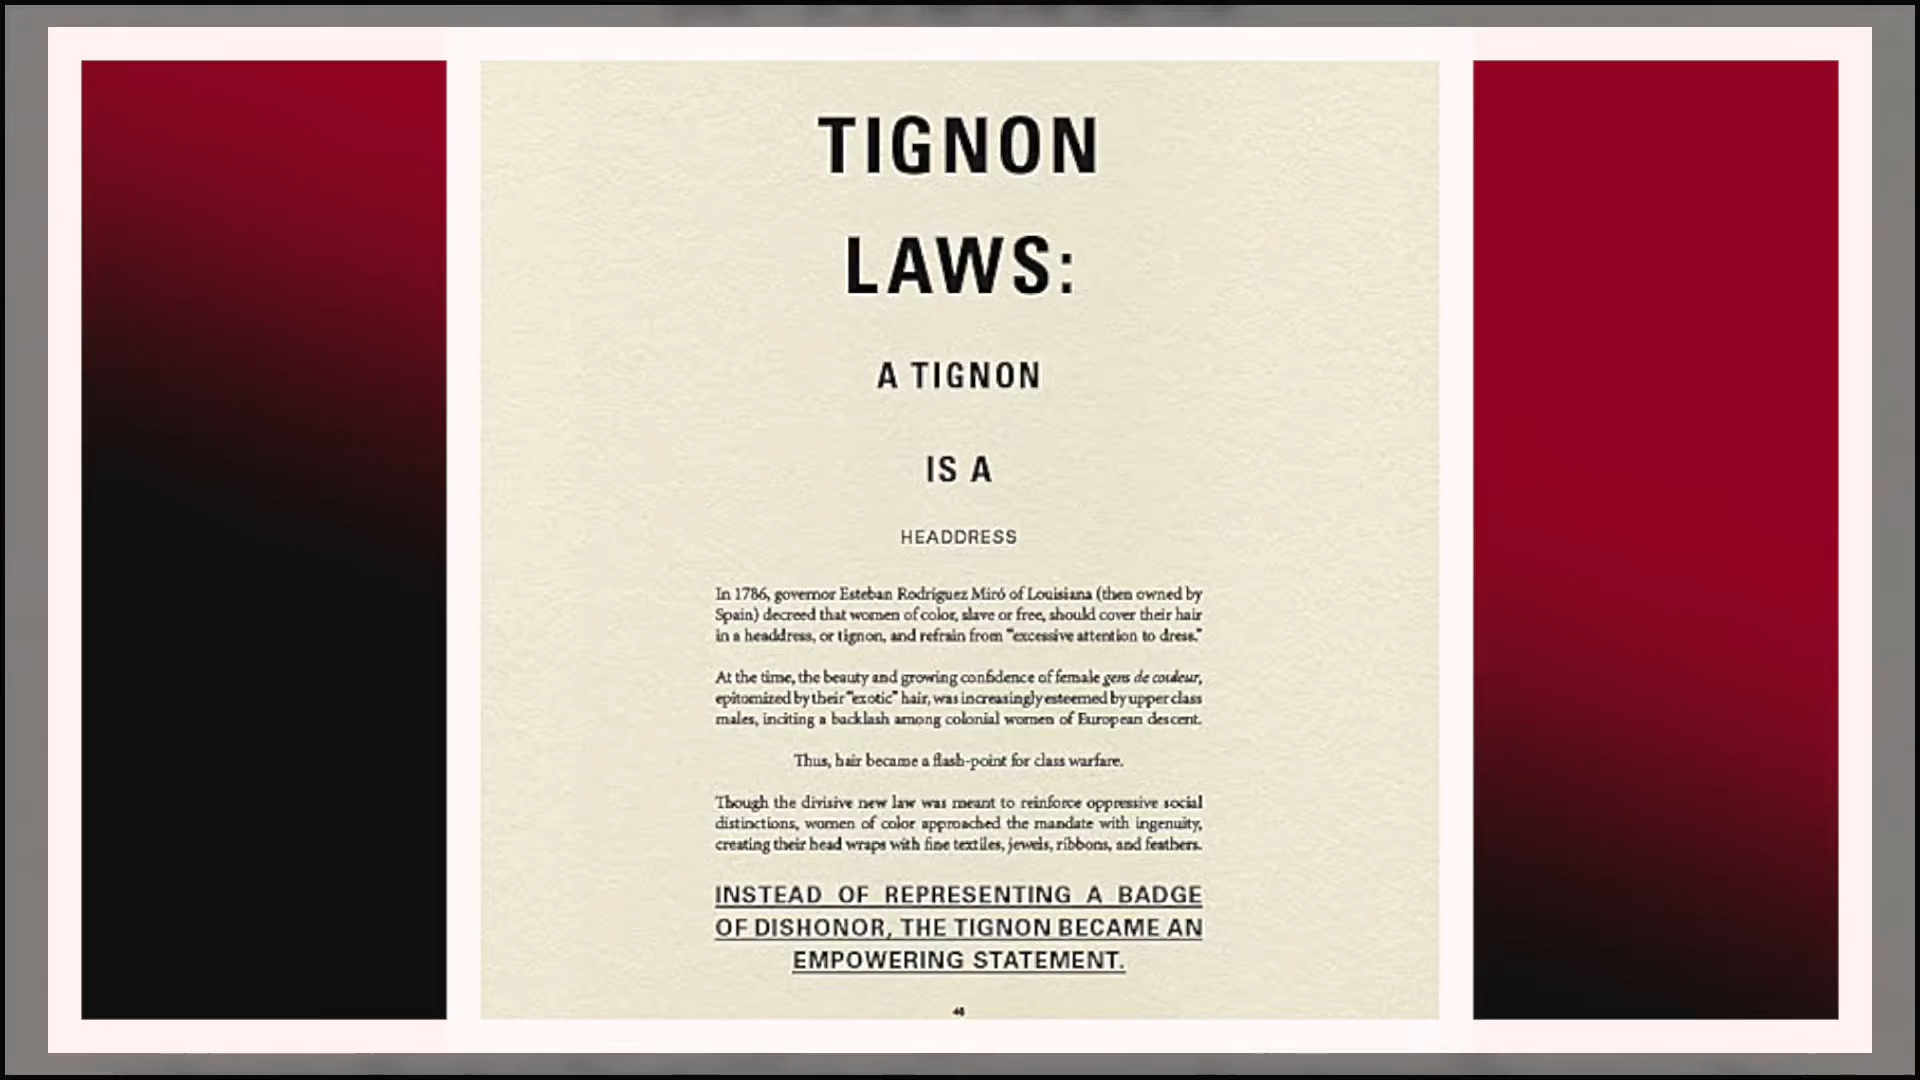 TIGNON
LAWS:
A TIGNON
IS A
HEADDRESS
In 1786, governor Esteban Rodriguez Miró of Louisiana (then owned by
Spain) decreed that women of color, slave or free, should cover their hair
in a headdress, or tignon, and refrain from "excessive attention to dress."
At the time, the beauty and growing confidence of female gens de couleur,
epitomized by their "exotic" hair, was increasingly esteemed by upper class
males, inciting a backlash among colonial women of European descent.
Thus, hair became a flash-point for class warfare.
Though the divisive new law was meant to reinforce oppressive social
distinctions, women of color approached the mandate with ingenuity,
creating their head wraps with fine textiles, jewels, ribbons, and feathers.
INSTEAD OF REPRESENTING A BADGE
OF DISHONOR, THE TIGNON BECAME AN
EMPOWERING STATEMENT.